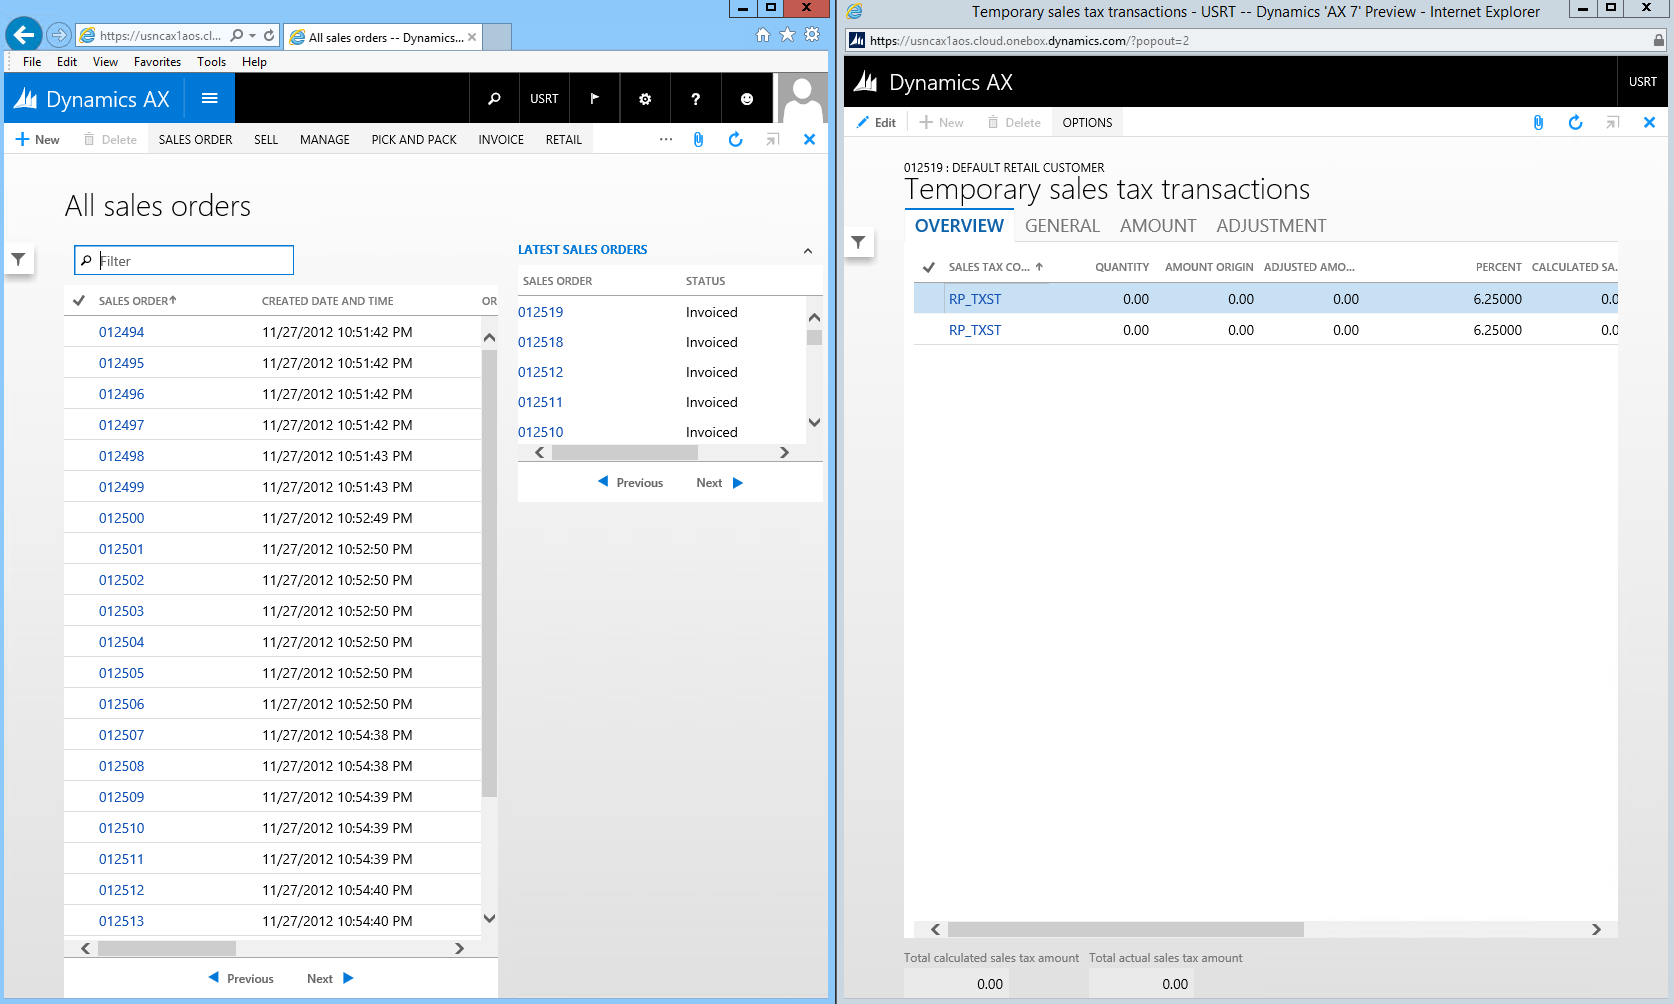 https://usncax1aos.cl...
All sales orders -- Dynamics...
File Edit View Favorites Tools Help
Dynamics AX
USRT
?
New Delete SALES ORDER SELL MANAGE PICK AND PACK INVOICE RETAIL ...
All sales orders
Filter
SALES ORDER CREATED DATE AND TIME OR
012494 11/27/2012 10:51:42 PM
012495 11/27/2012 10:51:42 PM
012496 11/27/2012 10:51:42 PM
012497 11/27/2012 10:51:42 PM
012498 11/27/2012 10:51:43 PM
012499 11/27/2012 10:51:43 PM
012500 11/27/2012 10:52:49 PM
012501 11/27/2012 10:52:50 PM
012502 11/27/2012 10:52:50 PM
012503 11/27/2012 10:52:50 PM
012504 11/27/2012 10:52:50 PM
012505 11/27/2012 10:52:50 PM
012506 11/27/2012 10:52:50 PM
012507 11/27/2012 10:54:38 PM
012508 11/27/2012 10:54:38 PM
012509 11/27/2012 10:54:39 PM
012510 11/27/2012 10:54:39 PM
012511 11/27/2012 10:54:39 PM
012512 11/27/2012 10:54:40 PM
012513 11/27/2012 10:54:40 PM
Previous Next
LATEST SALES ORDERS
SALES ORDER STATUS
012519 Invoiced
012518 Invoiced
012512 Invoiced
012511 Invoiced
012510 Invoiced
Previous Next
Temporary sales tax transactions - USRT -- Dynamics 'AX 7' Preview - Internet Explorer
https://usncax1aos.cloud.onebox.dynamics.com/?popout=2
Dynamics AX
USRT
Edit New Delete OPTIONS
012519 : DEFAULT RETAIL CUSTOMER
Temporary sales tax transactions
OVERVIEW GENERAL AMOUNT ADJUSTMENT
SALES TAX CO... QUANTITY AMOUNT ORIGIN ADJUSTED AMO... PERCENT CALCULATED SA.
RP_TXST 0.00 0.00 0.00 6.25000 0.0
RP_TXST 0.00 0.00 0.00 6.25000 0.0
Total calculated sales tax amount Total actual sales tax amount
0.00 0.00